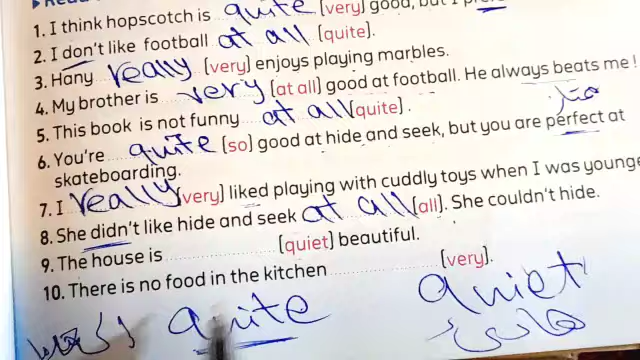 1. I think hopscotch is quite [very] good, but I
2. I don't like football at all [quite].
3. Hany really [very] enjoys playing marbles.
4. My brother is very [at all] good at football. He always beats me!
5. This book is not funny at all [quite].
6. You're quite [so] good at hide and seek, but you are perfect at
skateboarding.
7. I really [very] liked playing with cuddly toys when I was younge
8. She didn't like hide and seek at all [all]. She couldn't hide.
9. The house is [quiet] beautiful.
10. There is no food in the kitchen [very].
quite quiet